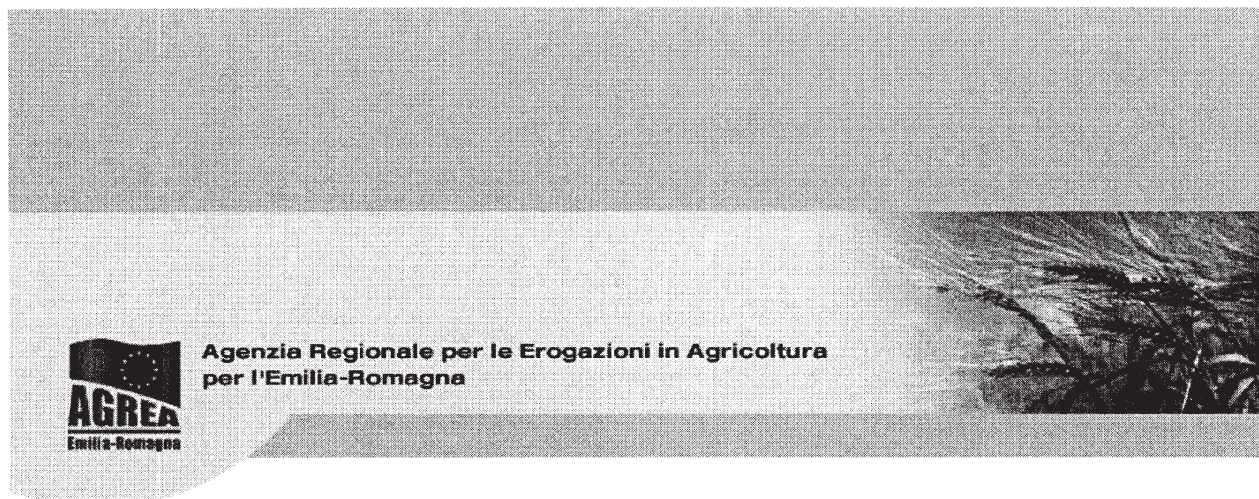 Agenzia Regionale per le Erogazioni in Agricoltura
per l'Emilia-Romagna
AGREA
Emilia-Romagna